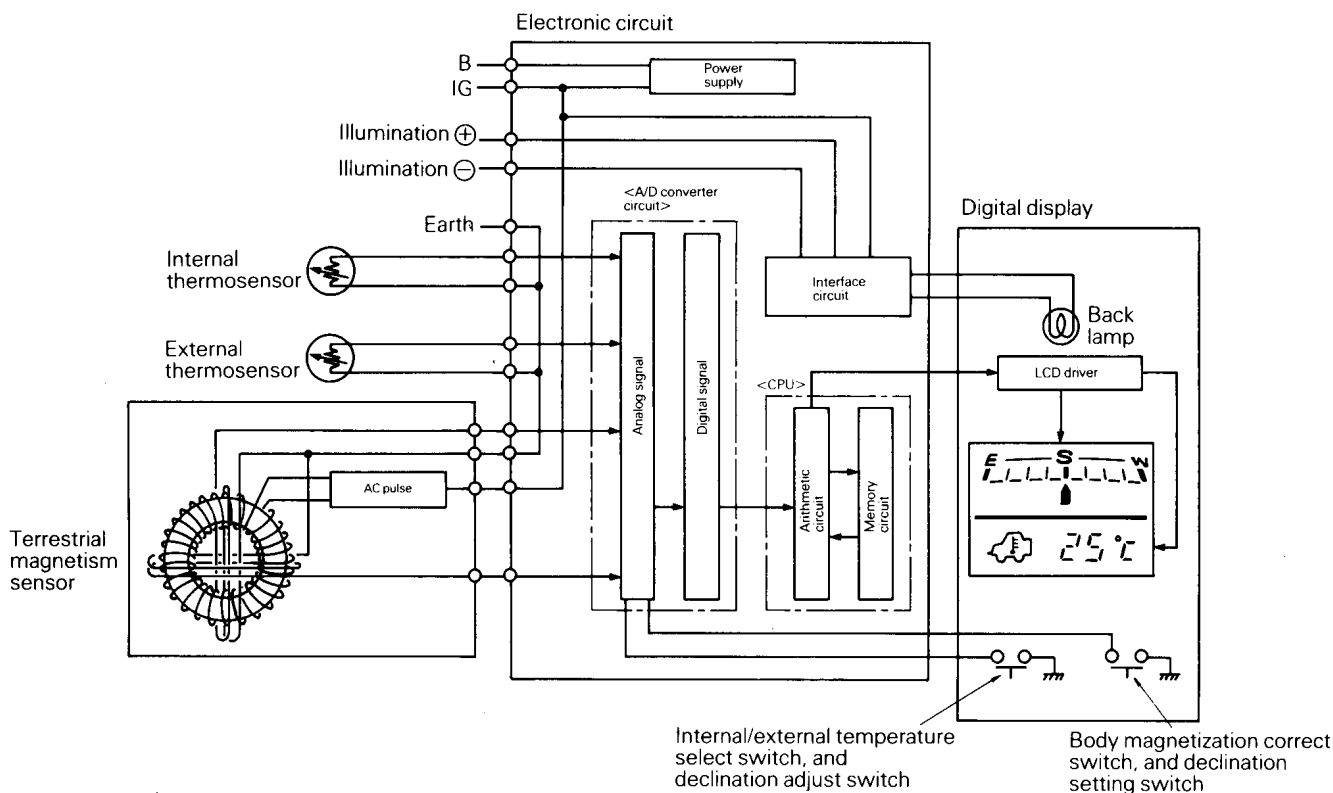 Electronic circuit
B
Power
supply
IG
Illumination ⊕
Illumination ⊖
<A/D converter
circuit>
Digital display
Earth
Internal
thermosensor
Interface
circuit
Back
lamp
External
thermosensor
LCD driver
<CPU>
Analog signal
Digital signal
Arithmetic
circuit
Memory
circuit
E S W
25°C
AC pulse
Terrestrial
magnetism
sensor
Internal/external temperature
select switch, and
declination adjust switch
Body magnetization correct
switch, and declination
setting switch